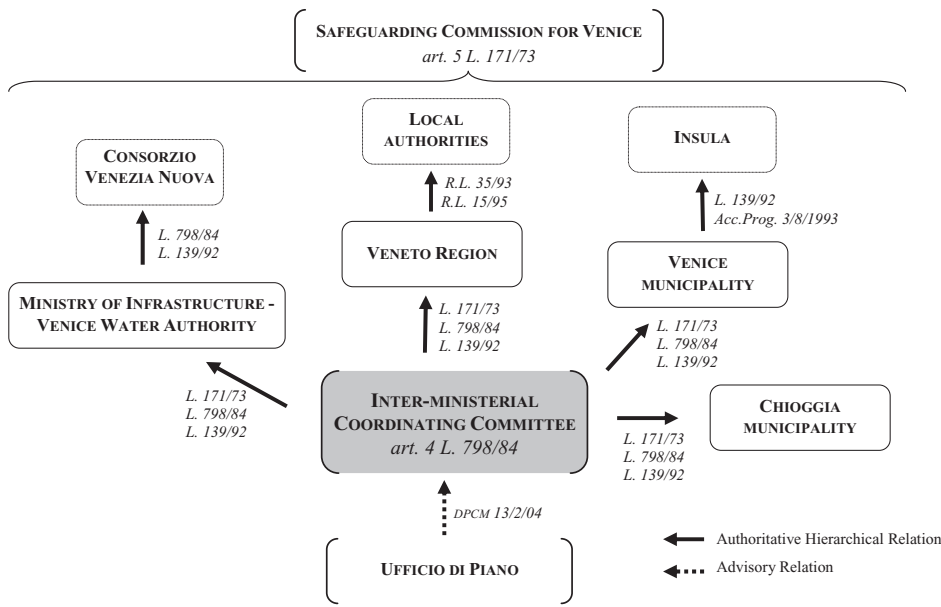 SAFEGUARDING COMMISSION FOR VENICE
art. 5 L. 171/73
LOCAL
AUTHORITIES
INSULA
CONSORZIO
VENEZIA NUOVA
R.L. 35/93
R.L. 15/95
L. 139/92
Acc.Prog. 3/8/1993
L. 798/84
L. 139/92
VENETO REGION
VENICE
MUNICIPALITY
MINISTRY OF INFRASTRUCTURE -
VENICE WATER AUTHORITY
L. 171/73
L. 798/84
L. 139/92
L. 171/73
L. 798/84
L. 139/92
L. 171/73
L. 798/84
L. 139/92
INTER-MINISTERIAL
COORDINATING COMMITTEE
art. 4 L. 798/84
CHIOGGIA
MUNICIPALITY
L. 171/73
L. 798/84
L. 139/92
DPCM 13/2/04
UFFICIO DI PIANO
Authoritative Hierarchical Relation
Advisory Relation